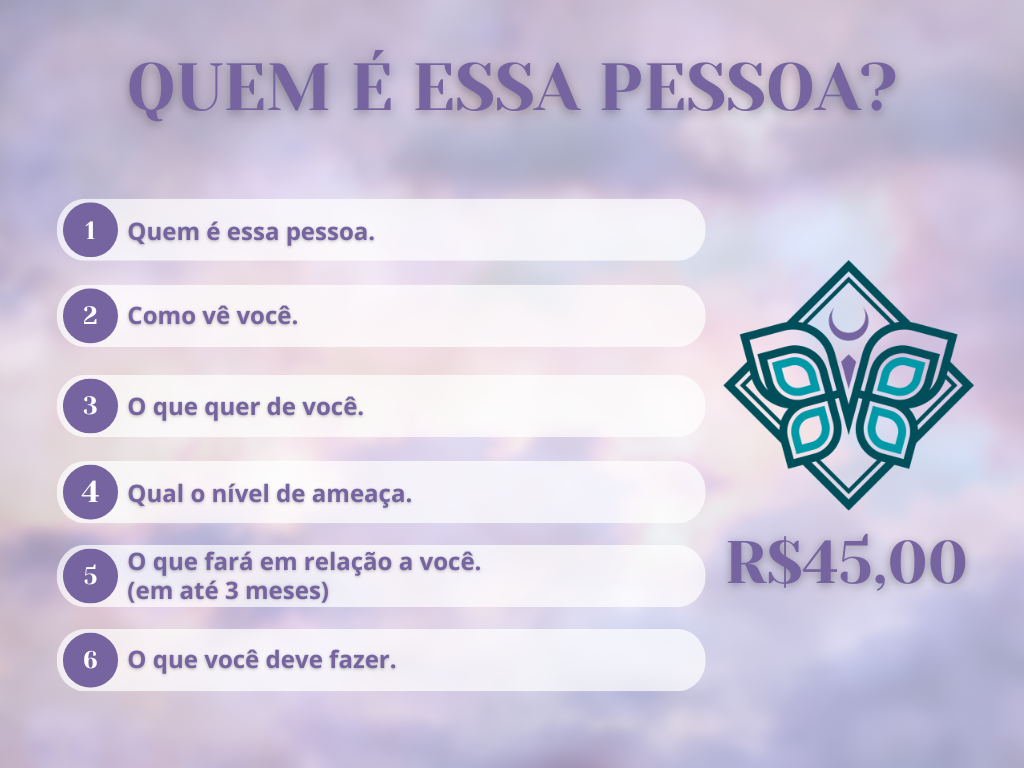 QUEM É ESSA PESSOA?
1 Quem é essa pessoa.
2 Como vê você.
3 O que quer de você.
4 Qual o nível de ameaça.
5 O que fará em relação a você.
(em até 3 meses)
6 O que você deve fazer.
R$45,00